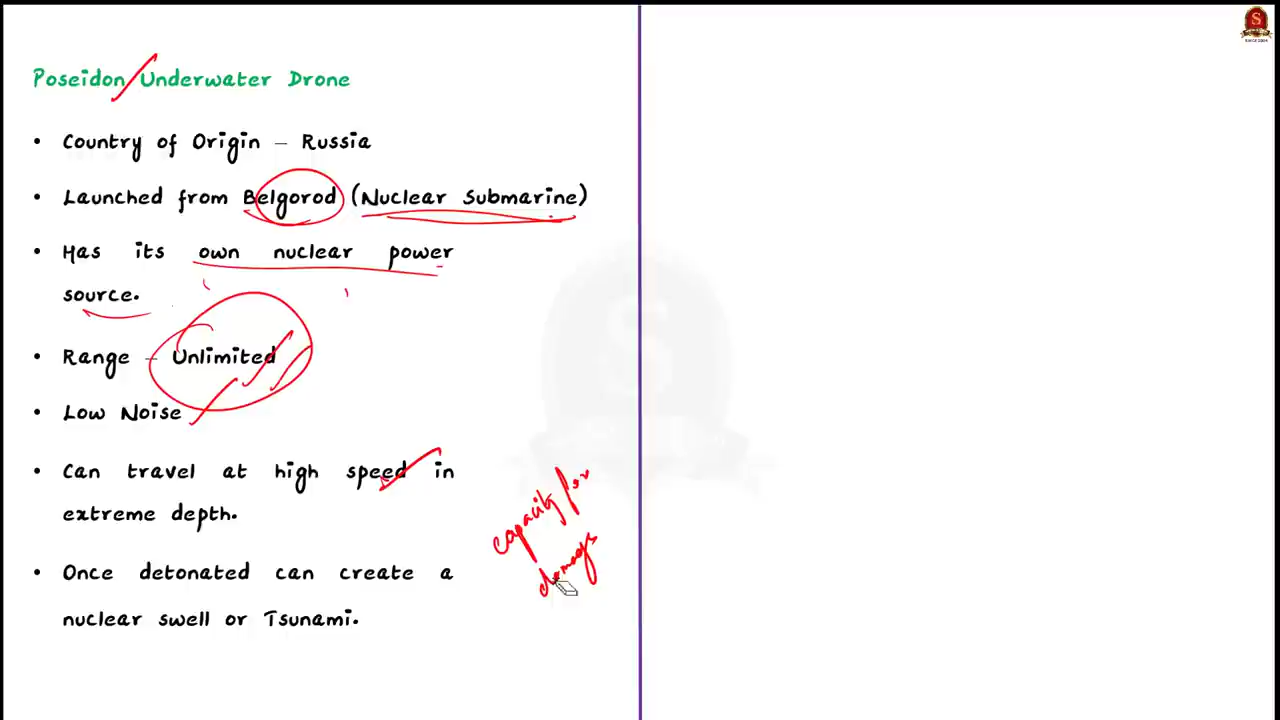 Poseidon Underwater Drone
• Country of Origin – Russia
• Launched from Belgorod (Nuclear Submarine)
• Has its own nuclear power
source.
• Range – Unlimited
• Low Noise
• Can travel at high speed in
extreme depth.
• Once detonated can create a
nuclear swell or Tsunami.
capacity for
damage
S
SINCE 2004